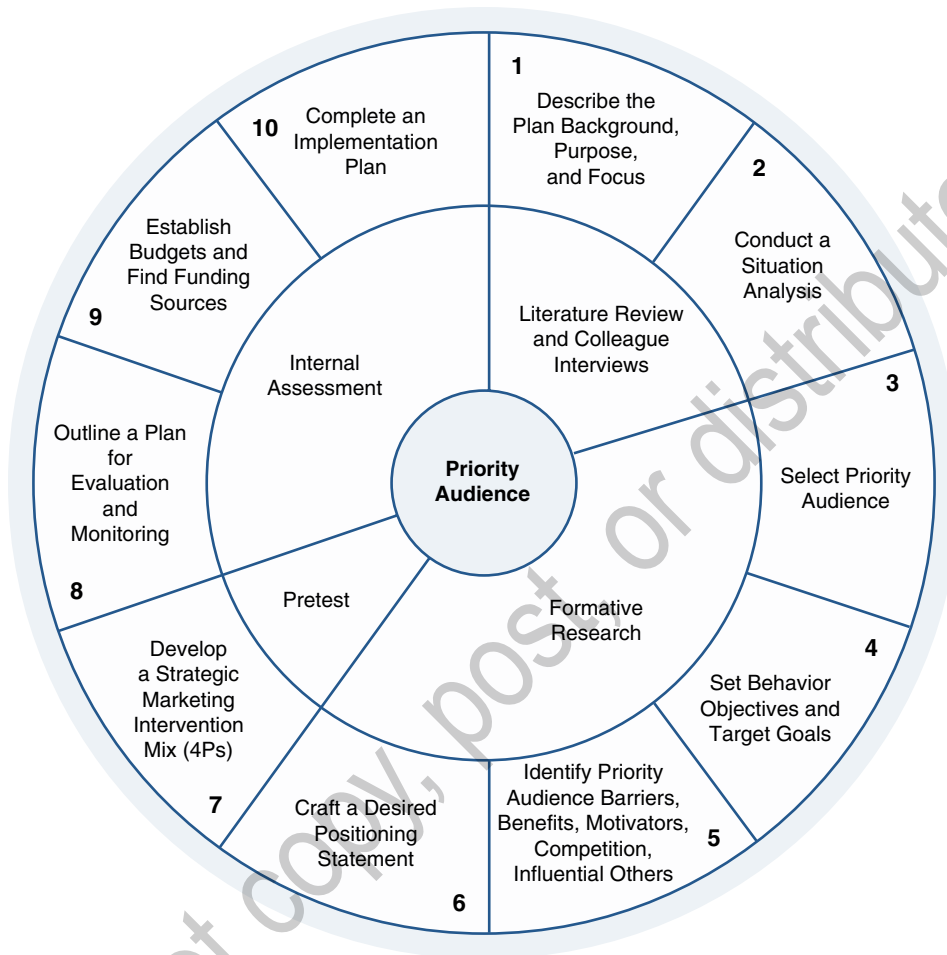 1
Describe the
Plan Background,
Purpose,
and Focus
2
Conduct a
Situation
Analysis
3
Select Priority
Audience
4
Set Behavior
Objectives and
Target Goals
5
Identify Priority
Audience Barriers,
Benefits, Motivators,
Competition,
Influential Others
6
Craft a Desired
Positioning
Statement
7
Develop
a Strategic
Marketing
Intervention
Mix (4Ps)
8
Outline a Plan
for
Evaluation
and
Monitoring
9
Establish
Budgets and
Find Funding
Sources
10
Complete an
Implementation
Plan
Literature Review
and Colleague
Interviews
Formative
Research
Pretest
Internal
Assessment
Priority
Audience
copy, post, or distribute